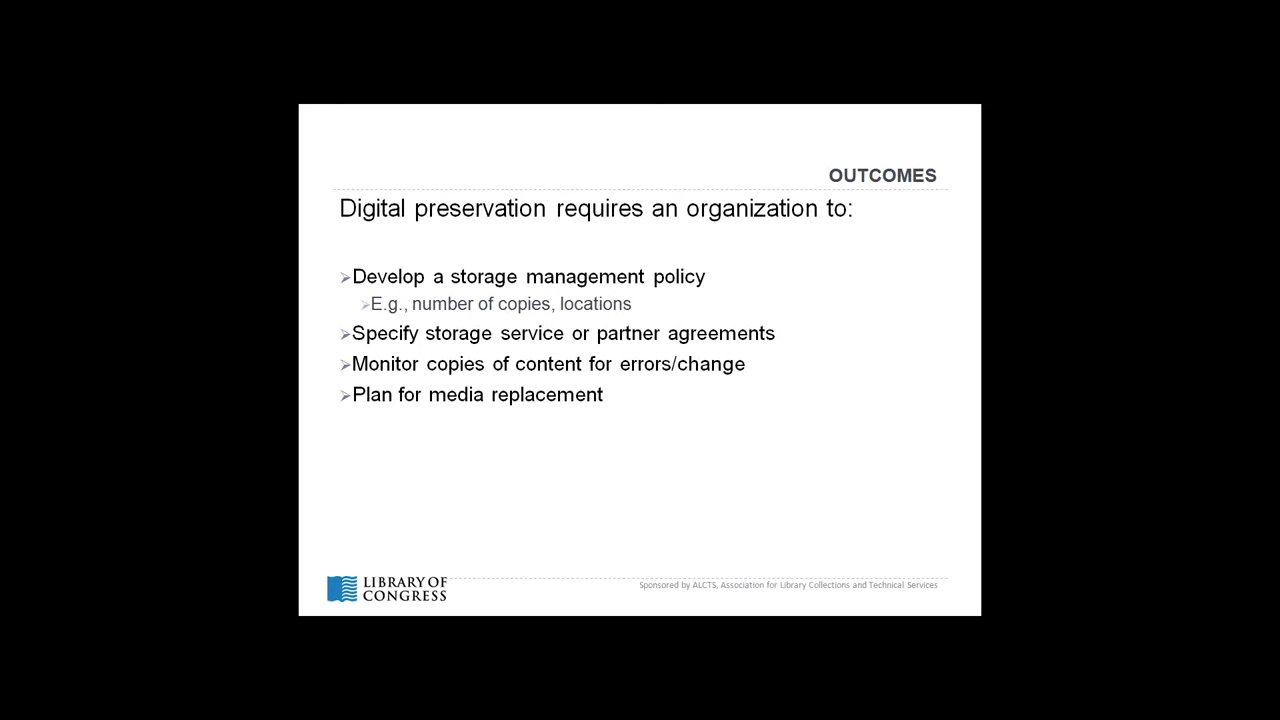 OUTCOMES
Digital preservation requires an organization to:
➢Develop a storage management policy
➢E.g., number of copies, locations
➢Specify storage service or partner agreements
➢Monitor copies of content for errors/change
➢Plan for media replacement
LIBRARY OF
CONGRESS
Sponsored by ALCTS, Association for Library Collections and Technical Services